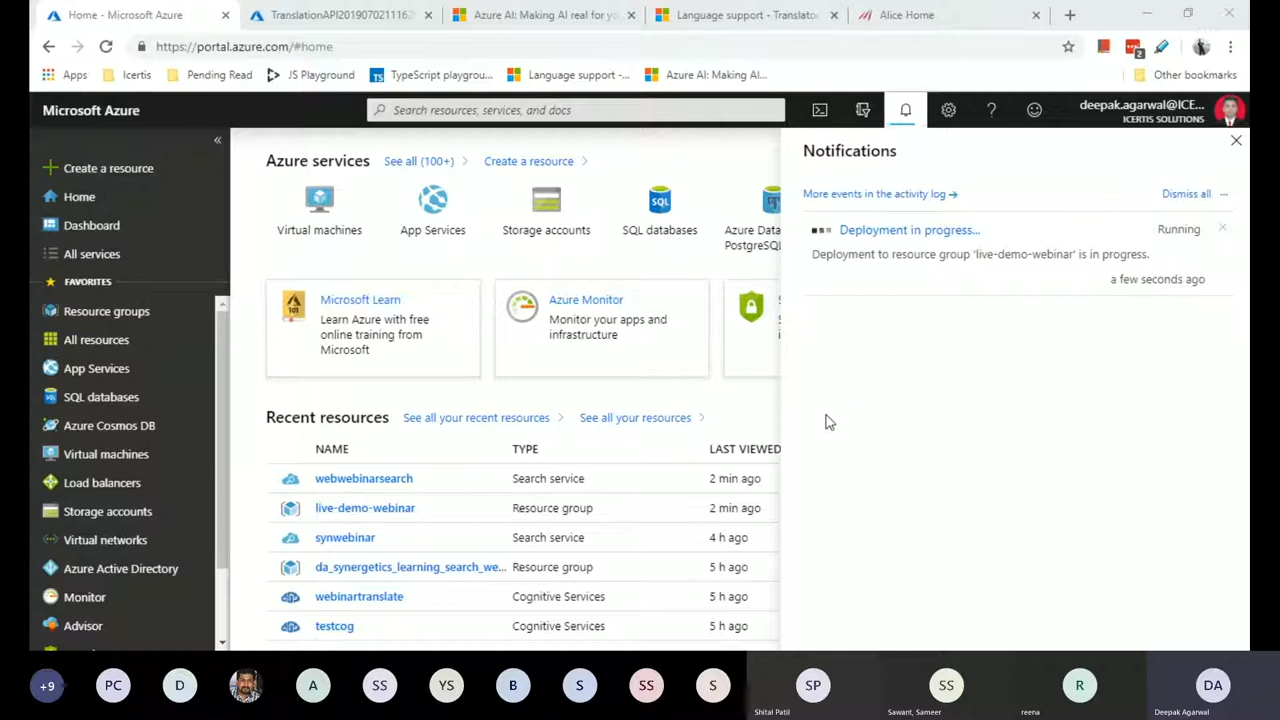 Home - Microsoft Azure
TranslationAPI2019070211162
Azure AI: Making AI real for yo
Language support - Translato
Alice Home
https://portal.azure.com/#home
2
Apps
Icertis
Pending Read
JS Playground
TS
TypeScript playgrou...
Language support -...
Azure AI: Making AI...
Other bookmarks
Microsoft Azure
Search resources, services, and docs
deepak.agarwal@ICE...
ICERTIS SOLUTIONS
Create a resource
Home
Dashboard
All services
FAVORITES
Resource groups
All resources
App Services
SQL databases
Azure Cosmos DB
Virtual machines
Load balancers
Storage accounts
Virtual networks
Azure Active Directory
Monitor
Advisor
Azure services
See all (100+)
Create a resource
Virtual machines
App Services
Storage accounts
SQL
SQL databases
Azure Data
PostgreSQL
101
Microsoft Learn
Learn Azure with free
online training from
Microsoft
Azure Monitor
Monitor your apps and
infrastructure
Recent resources
See all your recent resources
See all your resources
NAME
TYPE
LAST VIEWED
webwebinarsearch
Search service
2 min ago
live-demo-webinar
Resource group
2 min ago
synwebinar
Search service
4 h ago
da_synergetics_learning_search_we...
Resource group
5 h ago
webinartranslate
Cognitive Services
5 h ago
testcog
Cognitive Services
5 h ago
Notifications
More events in the activity log
Dismiss all
...
Deployment in progress...
Running
Deployment to resource group 'live-demo-webinar' is in progress.
a few seconds ago
+9
PC
D
A
SS
YS
B
S
SS
S
SP
Shital Patil
SS
Sawant, Sameer
R
reena
DA
Deepak Agarwal